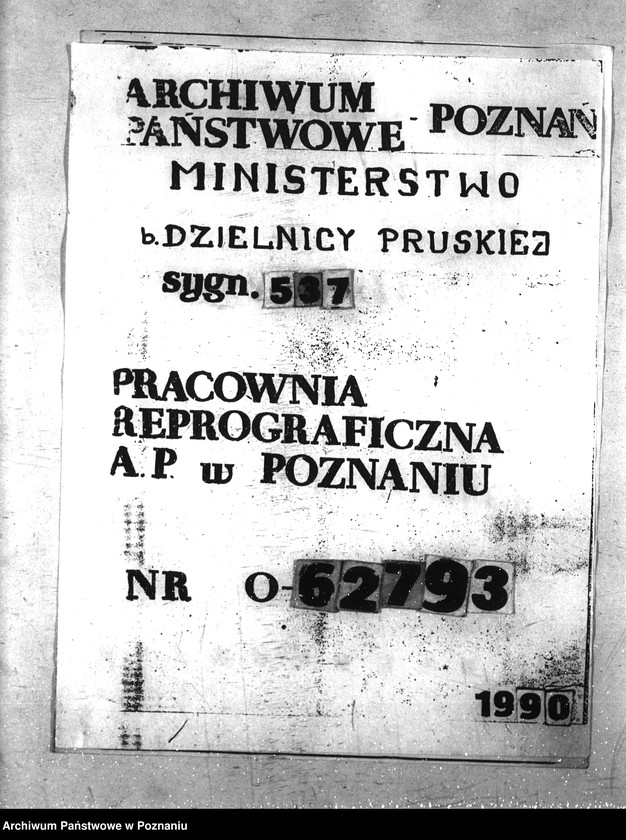 ARCHIWUM
PAŃSTWOWE - POZNAŃ
MINISTERSTWO
b. DZIELNICY PRUSKIEJ
sygn. 537
PRACOWNIA
REPROGRAFICZNA
A.P. w POZNANIU
NR O-62793
1990
Archiwum Państwowe w Poznaniu